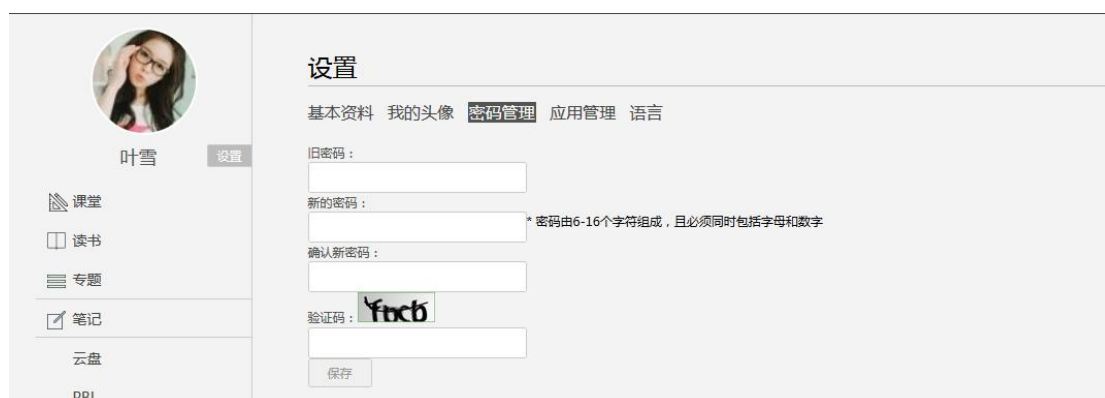 设置
基本资料 我的头像 密码管理 应用管理 语言
叶雪
设置
课堂
读书
专题
笔记
云盘
旧密码：
新的密码：
* 密码由6-16个字符组成，且必须同时包括字母和数字
确认新密码：
验证码：
保存